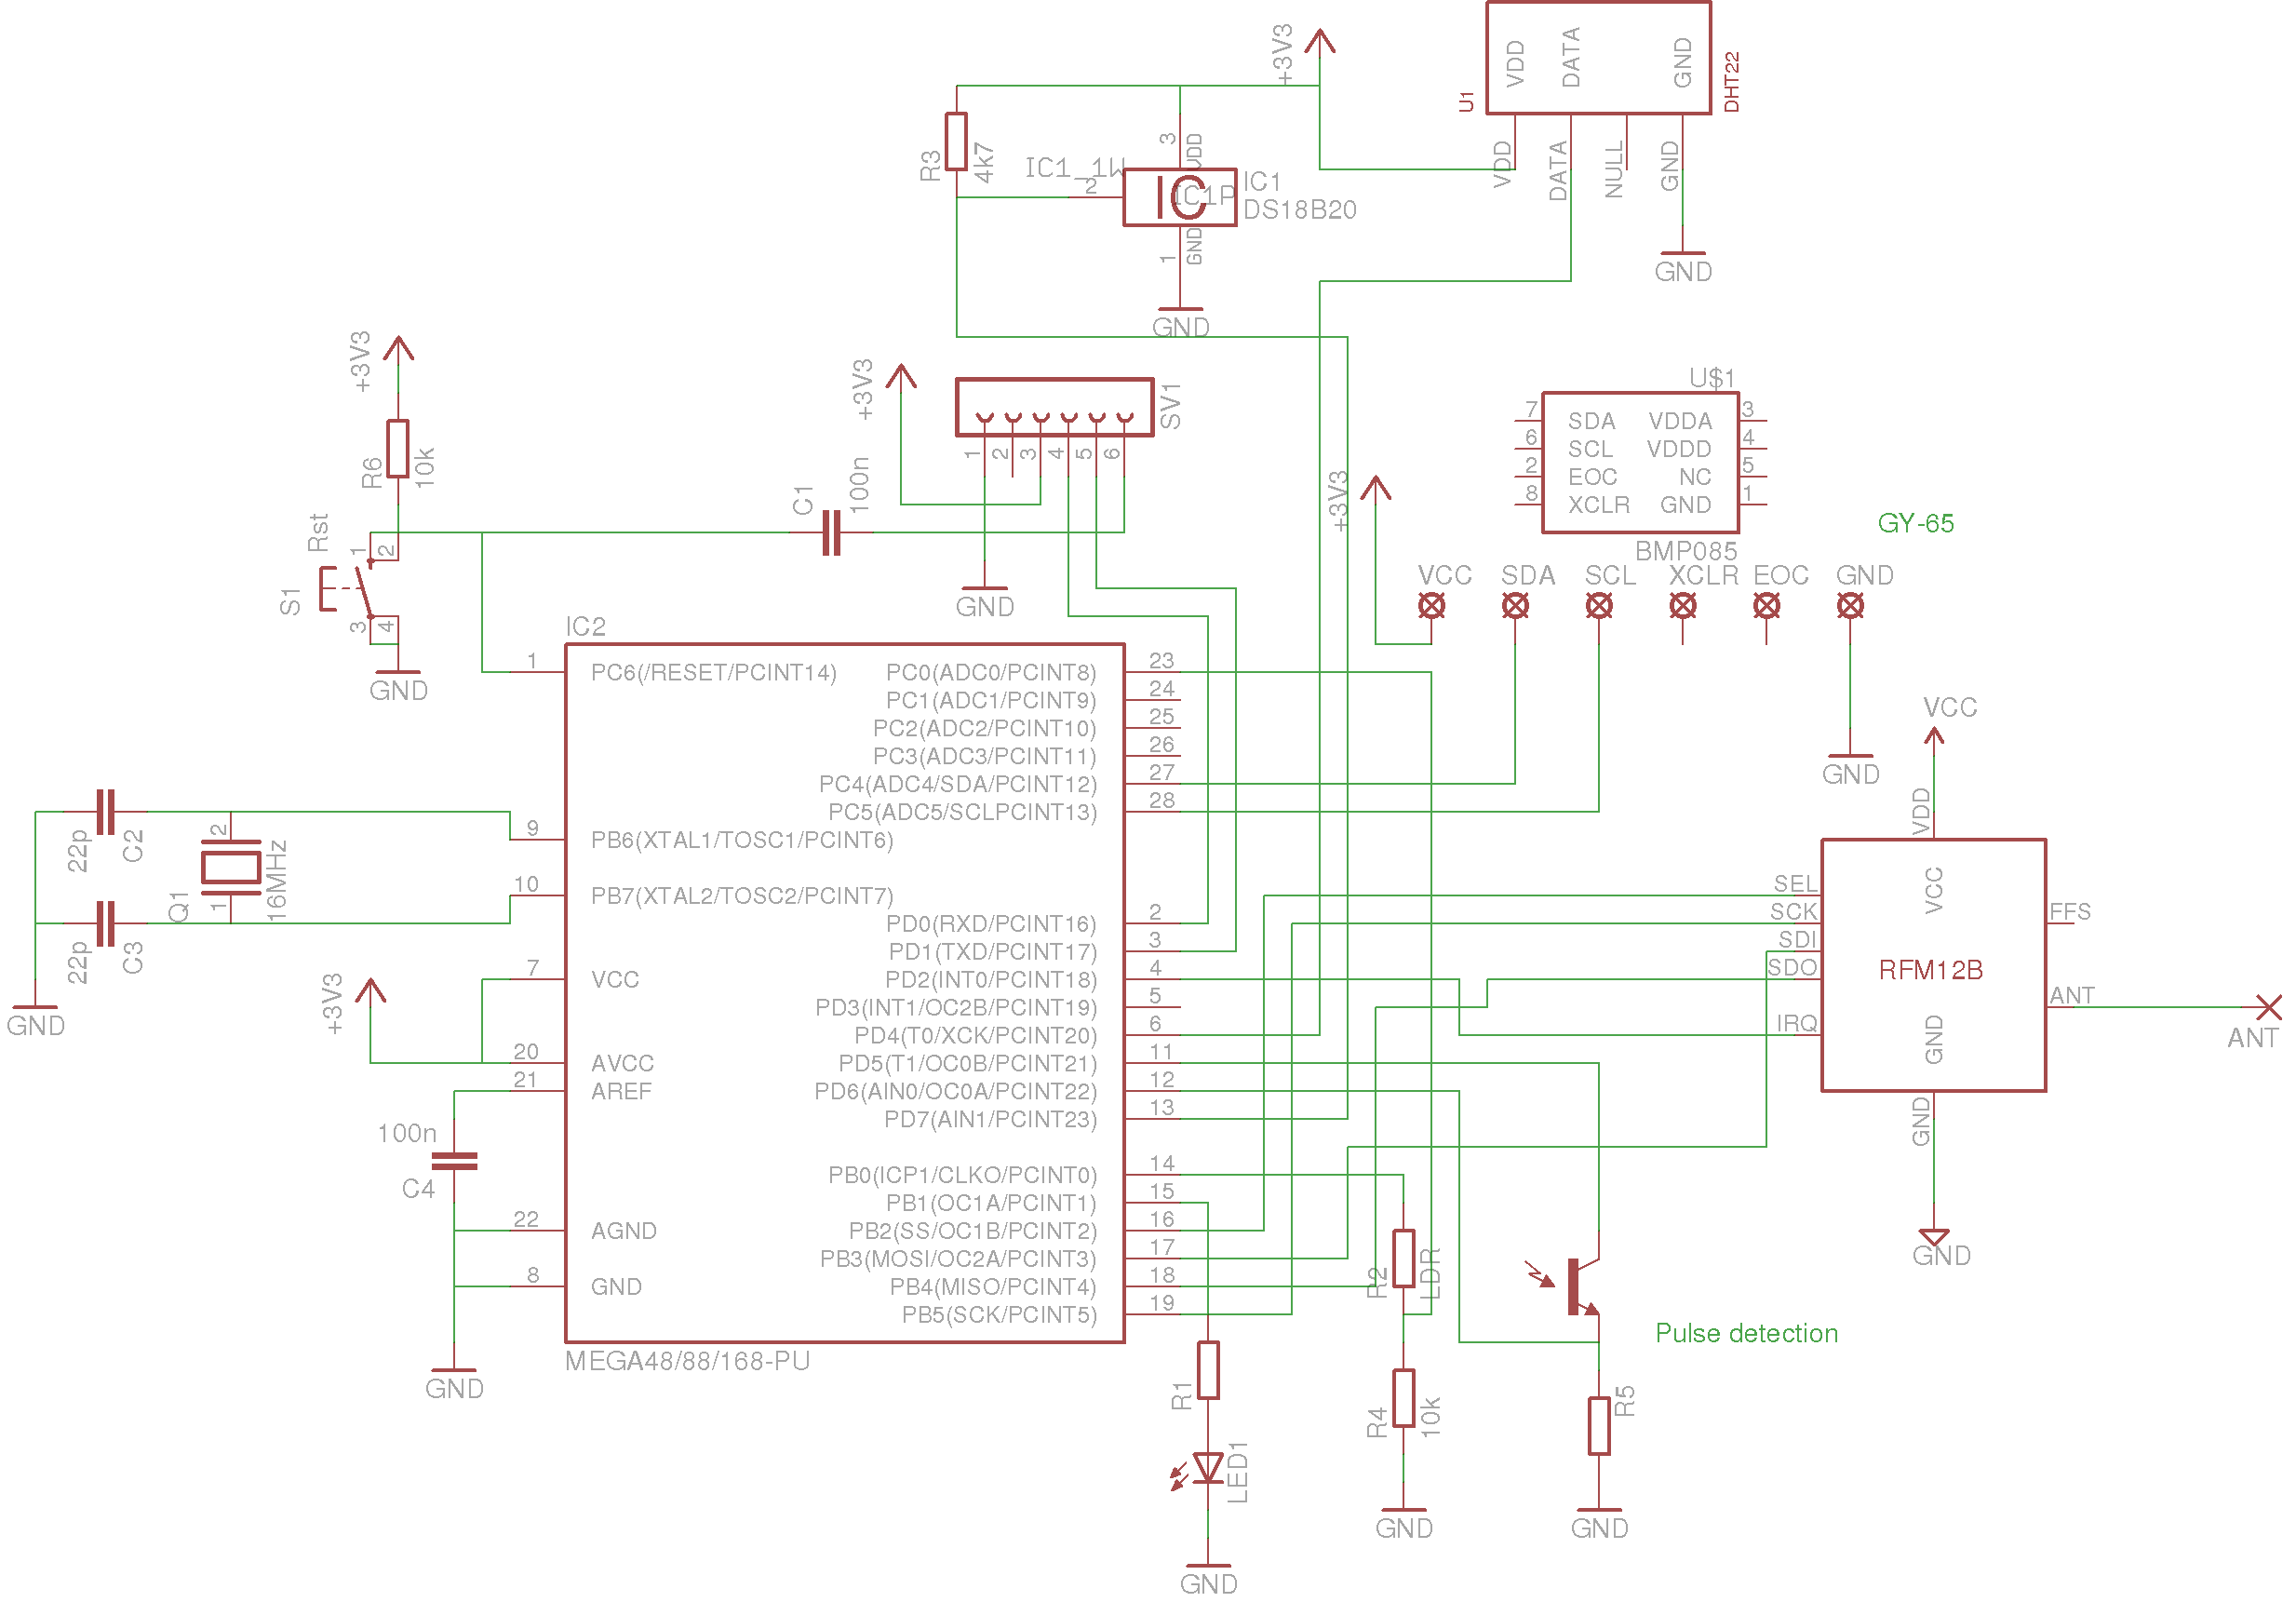 +3V3
VDD
DATA
GND
U1
DHT22
VDD
DATA
NULL
GND
GND
R3
4k7
3
VDD
IC1_1W
2
IC
IC1P
IC1
DS18B20
1
GND
GND
+3V3
R6
10k
Rst
1
2
S1
3
4
GND
+3V3
SV1
1
2
3
4
5
6
C1
100n
GND
+3V3
U$1
7
SDA
VDDA
3
6
SCL
VDDD
4
2
EOC
NC
5
8
XCLR
GND
1
BMP085
GY-65
VCC
SDA
SCL
XCLR
EOC
GND
GND
IC2
1
PC6(/RESET/PCINT14)
9
PB6(XTAL1/TOSC1/PCINT6)
10
PB7(XTAL2/TOSC2/PCINT7)
7
VCC
20
AVCC
21
AREF
22
AGND
8
GND
PC0(ADC0/PCINT8)
23
PC1(ADC1/PCINT9)
24
PC2(ADC2/PCINT10)
25
PC3(ADC3/PCINT11)
26
PC4(ADC4/SDA/PCINT12)
27
PC5(ADC5/SCLPCINT13)
28
PD0(RXD/PCINT16)
2
PD1(TXD/PCINT17)
3
PD2(INT0/PCINT18)
4
PD3(INT1/OC2B/PCINT19)
5
PD4(T0/XCK/PCINT20)
6
PD5(T1/OC0B/PCINT21)
11
PD6(AIN0/OC0A/PCINT22)
12
PD7(AIN1/PCINT23)
13
PB0(ICP1/CLKO/PCINT0)
14
PB1(OC1A/PCINT1)
15
PB2(SS/OC1B/PCINT2)
16
PB3(MOSI/OC2A/PCINT3)
17
PB4(MISO/PCINT4)
18
PB5(SCK/PCINT5)
19
MEGA48/88/168-PU
22p
C2
2
Q1
1
16MHz
22p
C3
GND
+3V3
100n
C4
GND
VCC
VDD
VCC
SEL
SCK
SDI
SDO
IRQ
RFM12B
FFS
ANT
ANT
GND
GND
GND
R2
LDR
R4
10k
GND
Pulse detection
R5
GND
R1
LED1
GND